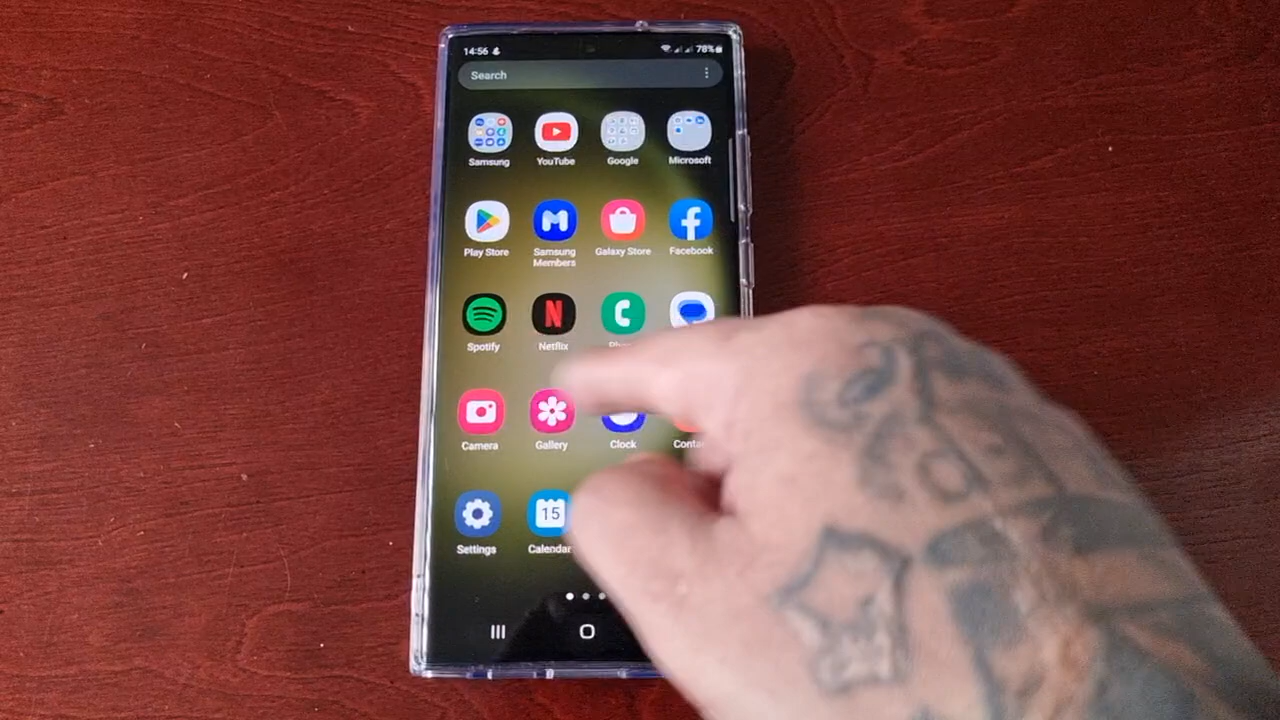 14:56
78%
Search
Samsung
YouTube
Google
Microsoft
Play Store
Samsung
Members
Galaxy Store
Facebook
Spotify
Netflix
Camera
Gallery
Clock
Settings
15
Calendar